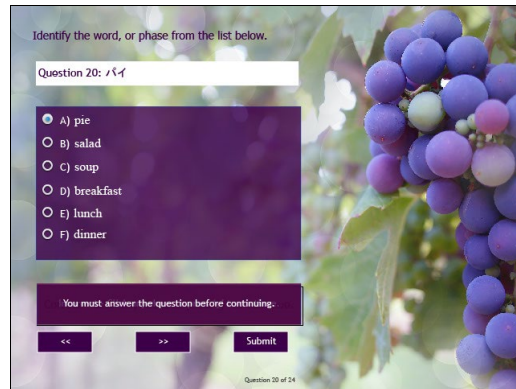 Identify the word, or phase from the list below.
Question 20: パイ
A) pie
B) salad
C) soup
D) breakfast
E) lunch
F) dinner
You must answer the question before continuing.
<< >> Submit
Question 20 of 24